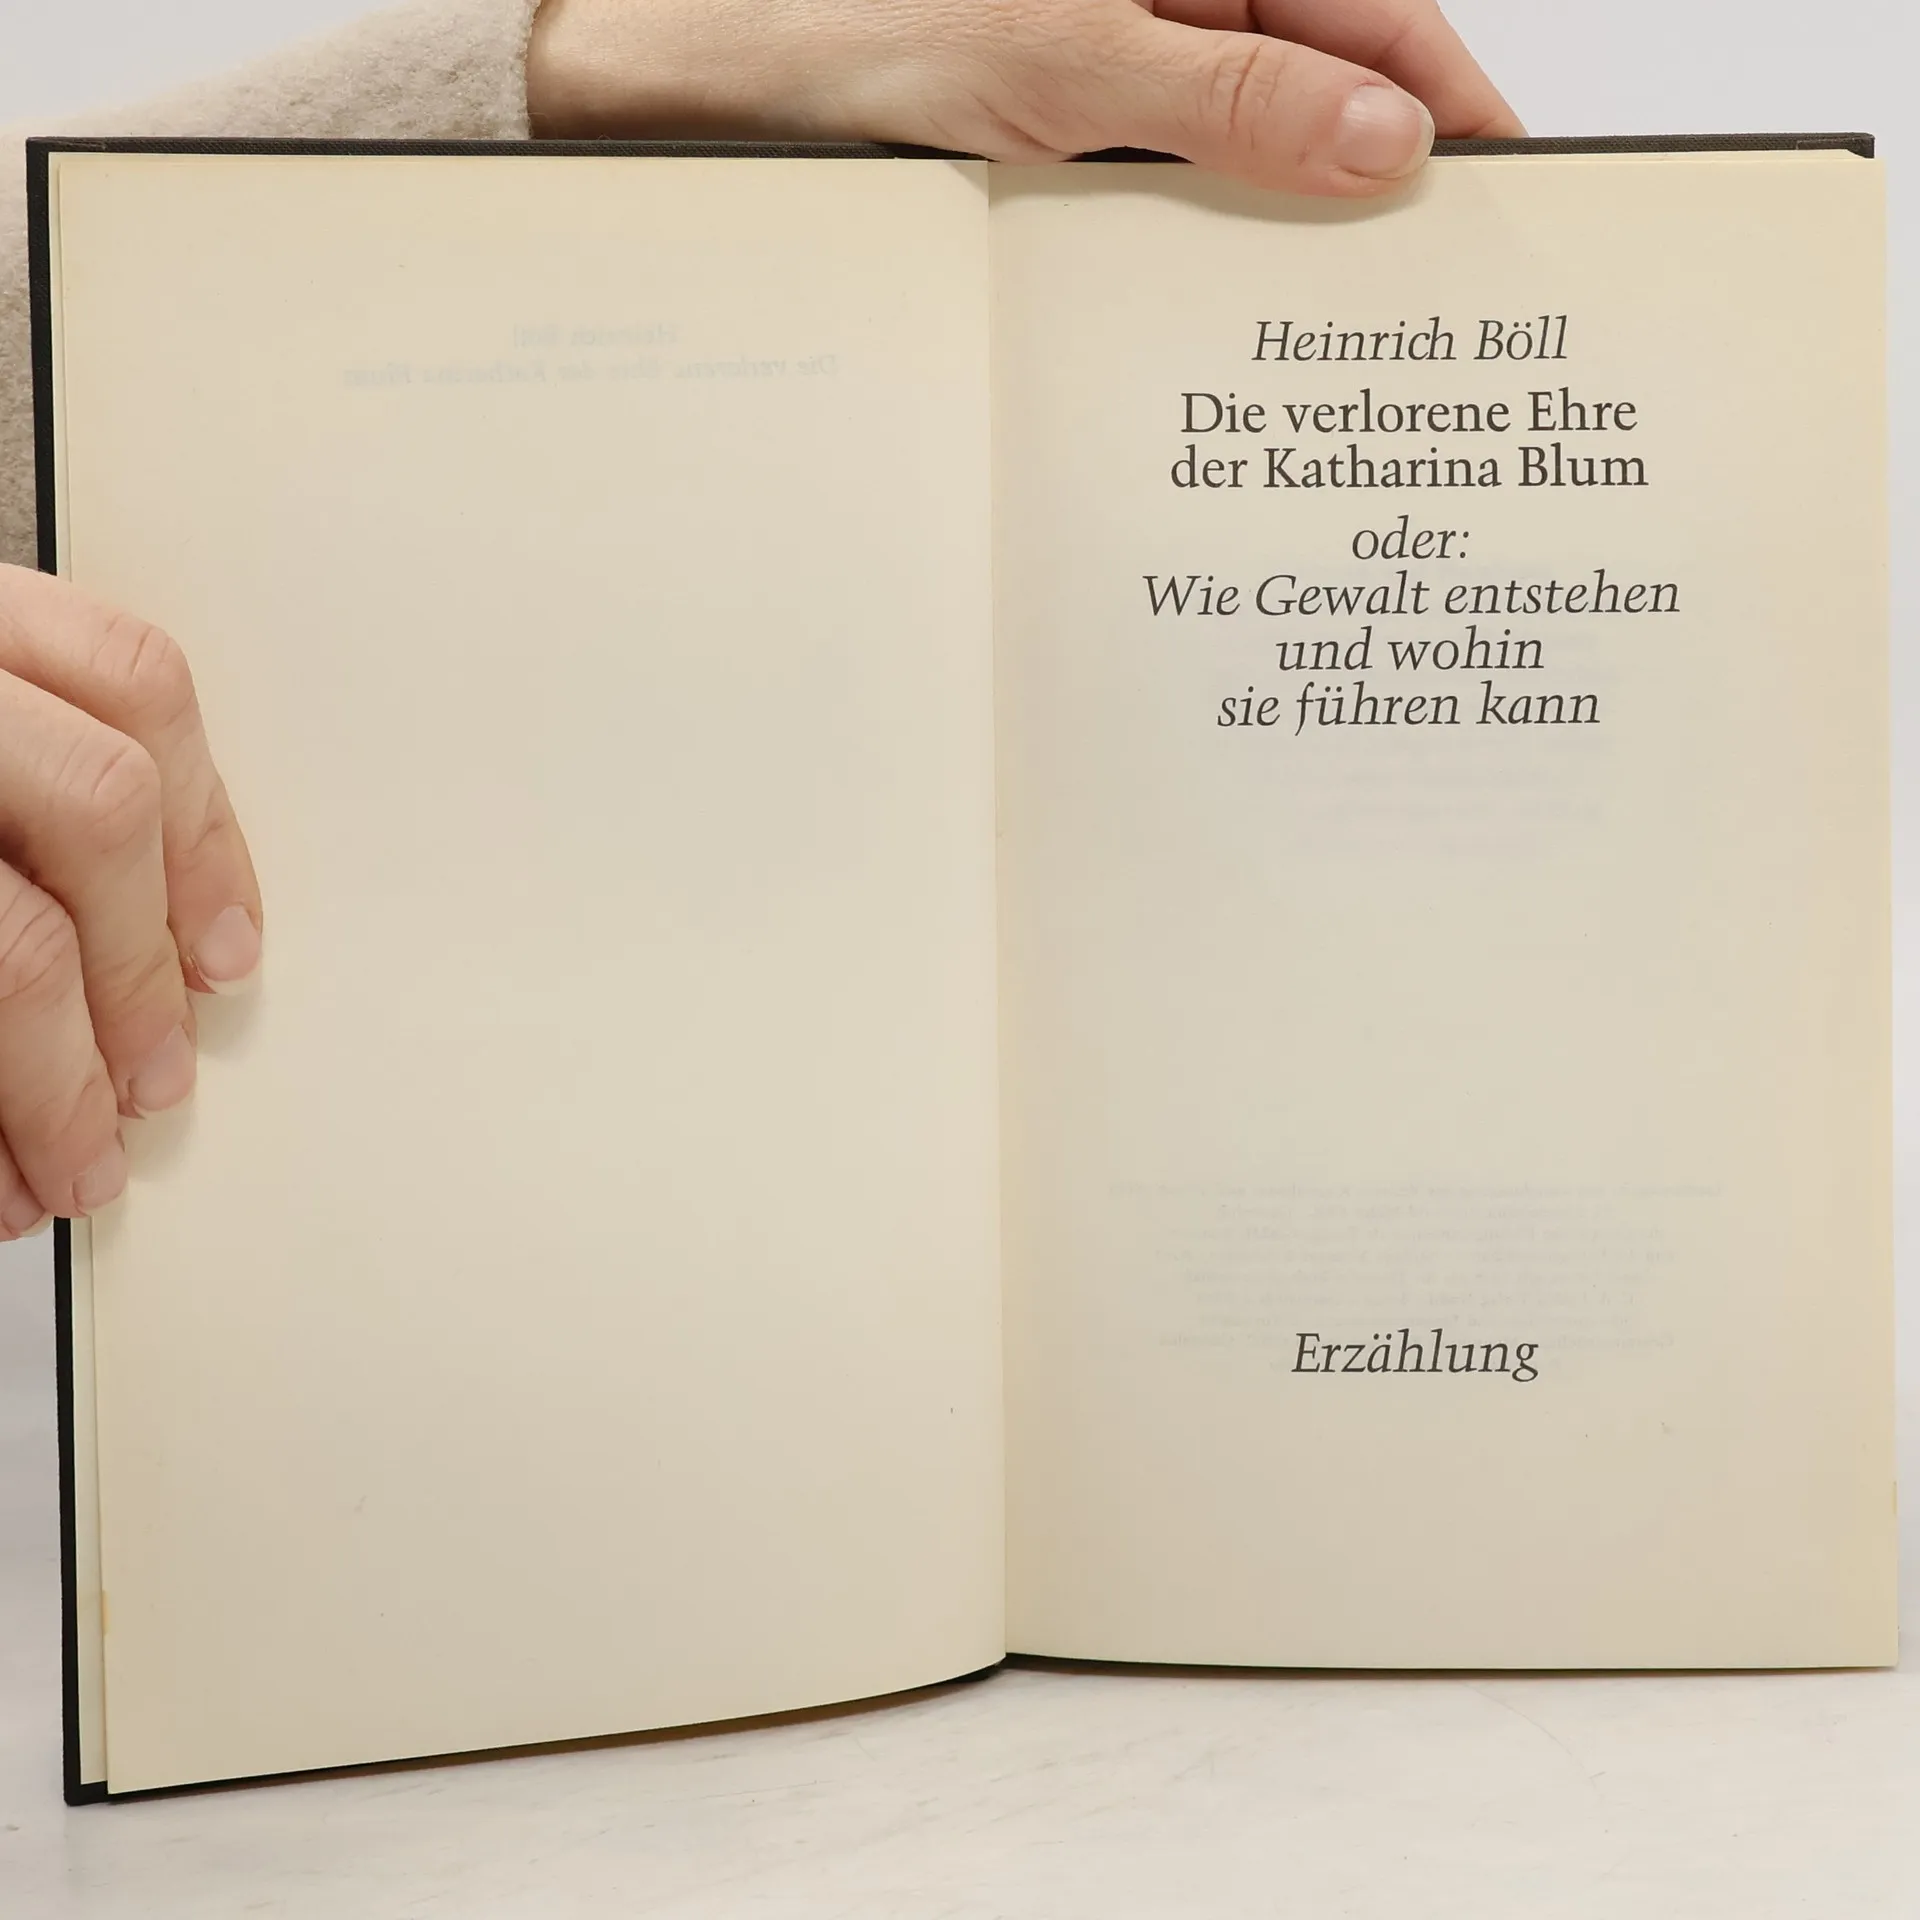 Heinrich Böll
Die verlorene Ehre
der Katharina Blum
oder:
Wie Gewalt entstehen
und wohin
sie führen kann
Erzählung